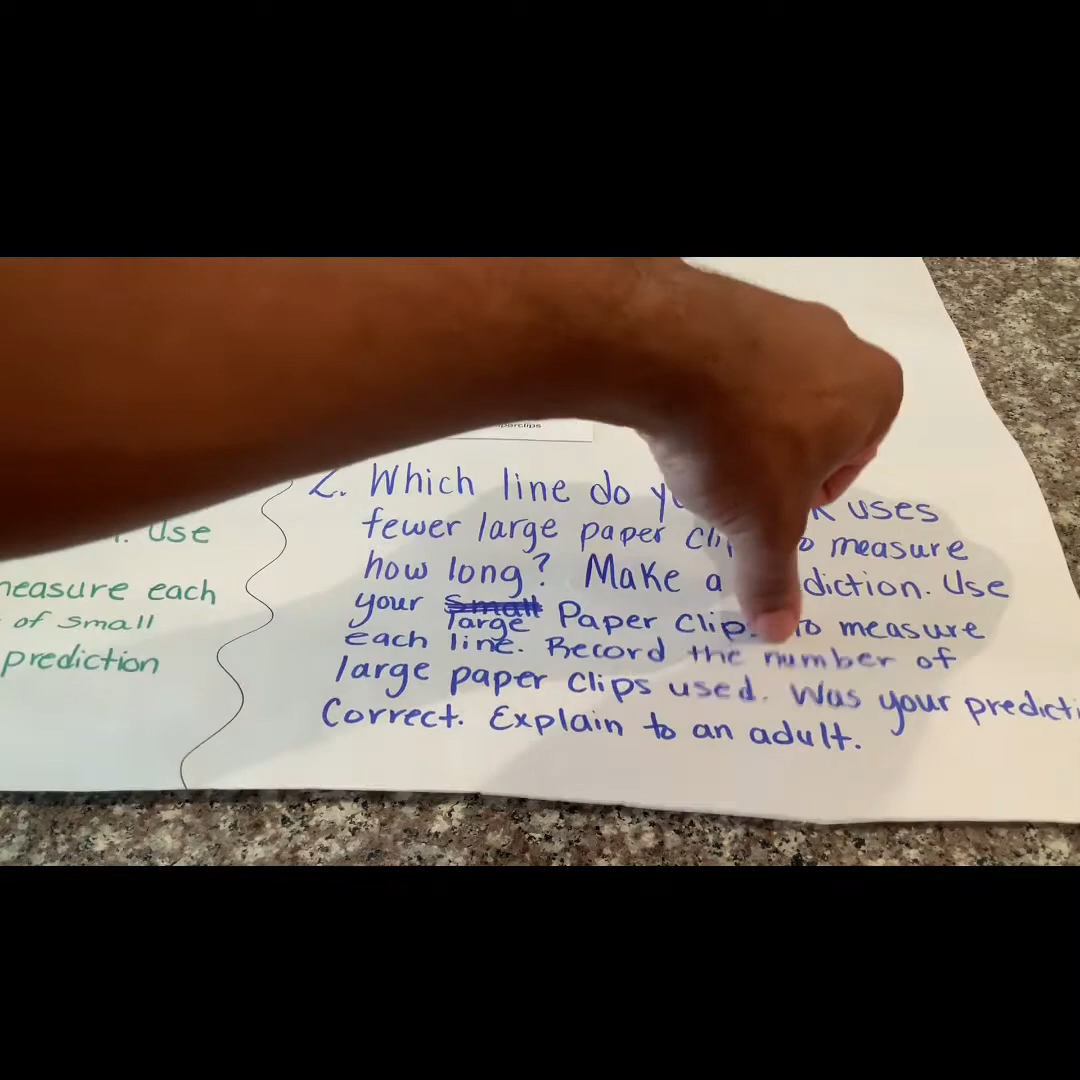 paperclips
2. Which line do uses
fewer large paper measure
how long? Make a Use
your Small large Paper clip measure
each line. Record the number of
large paper clips used. Was your predicti
Correct. Explain to an adult.
Use
measure each
of small
prediction